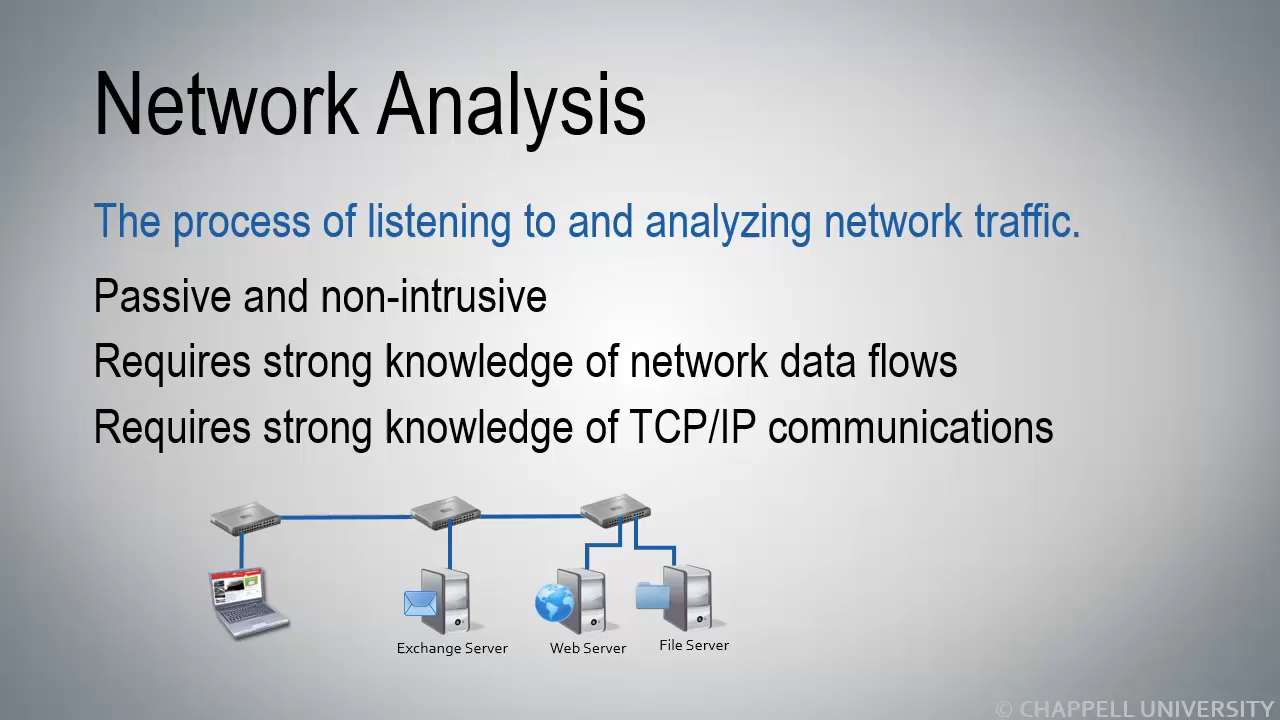 Network Analysis
The process of listening to and analyzing network traffic.
Passive and non-intrusive
Requires strong knowledge of network data flows
Requires strong knowledge of TCP/IP communications
Exchange Server
Web Server
File Server
© CHAPPELL UNIVERSITY